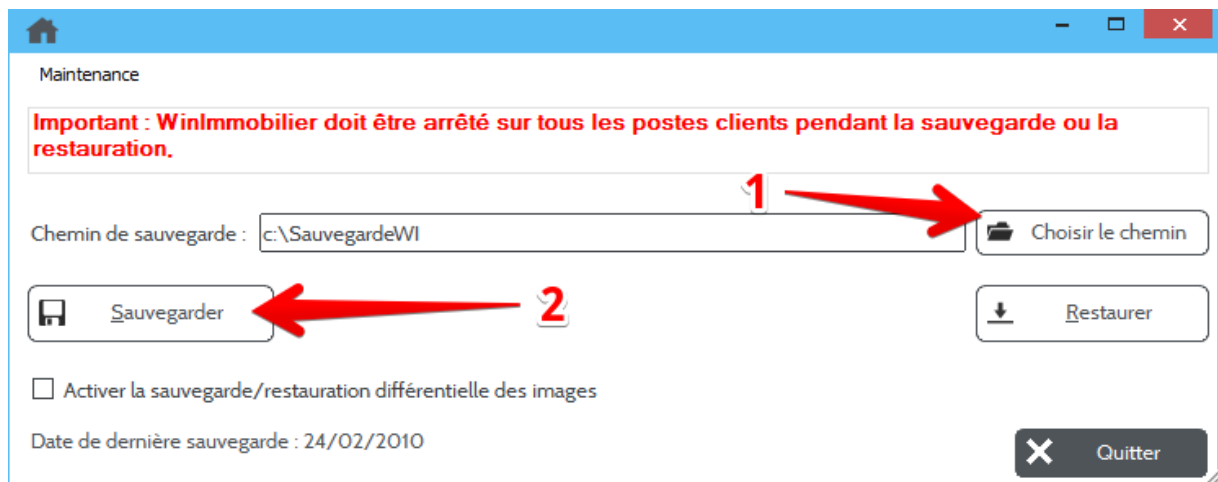 Maintenance
Important : WinImmobilier doit être arrêté sur tous les postes clients pendant la sauvegarde ou la
restauration.
1
Chemin de sauvegarde : c:\SauvegardeWI Choisir le chemin
Sauvegarder 2 Restaurer
Activer la sauvegarde/restauration différentielle des images
Date de dernière sauvegarde : 24/02/2010
Quitter